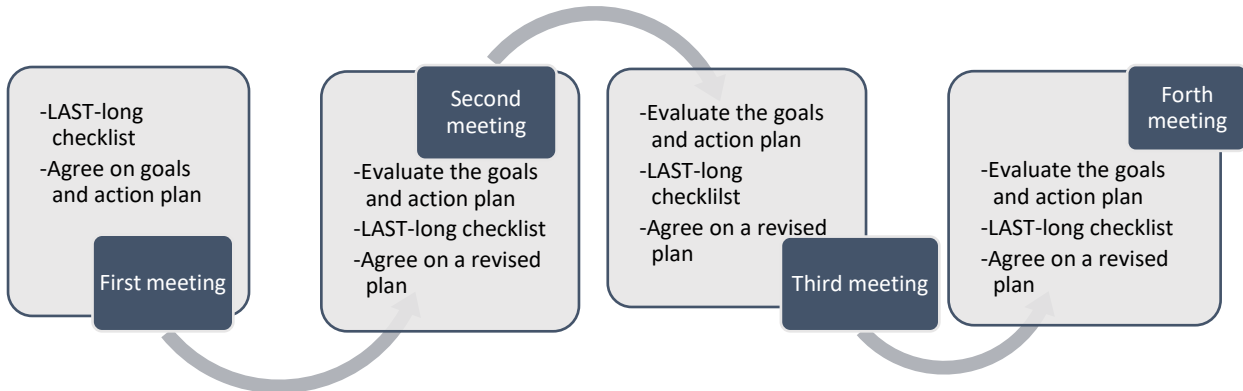 -LAST-long
checklist
-Agree on goals
and action plan
First meeting
Second
meeting
-Evaluate the goals
and action plan
-LAST-long checklist
-Agree on a revised
plan
-Evaluate the goals
and action plan
-LAST-long
checklilst
-Agree on a revised
plan
Third meeting
Forth
meeting
-Evaluate the goals
and action plan
-LAST-long checklist
-Agree on a revised
plan